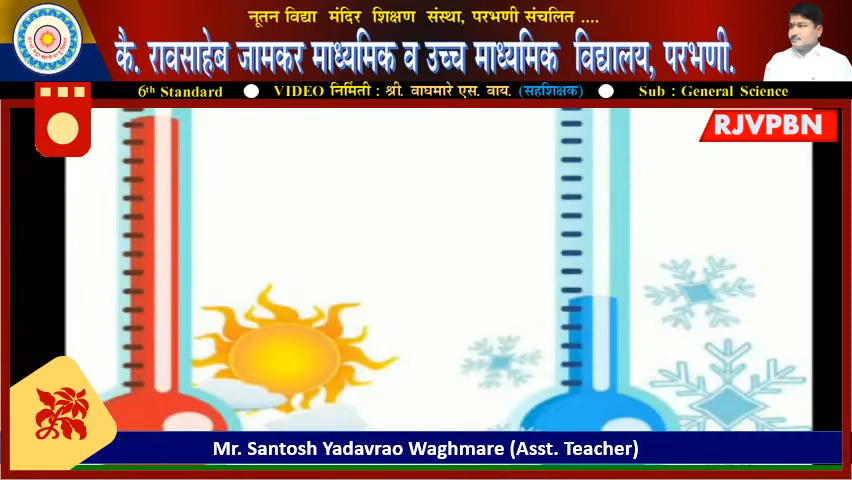 नूतन विद्या मंदिर शिक्षण संस्था, परभणी संचलित ....
कै. रावसाहेब जामकर माध्यमिक व उच्च माध्यमिक विद्यालय, परभणी.
6th Standard VIDEO निर्मिती : श्री. वाघमारे एस. वाय. (सहशिक्षक) Sub : General Science
RJVPBN
Mr. Santosh Yadavrao Waghmare (Asst. Teacher)